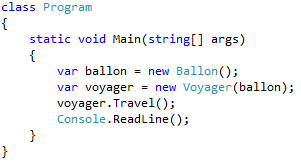 class Program
{
    static void Main(string[] args)
    {
        var ballon = new Ballon();
        var voyager = new Voyager(ballon);
        voyager.Travel();
        Console.ReadLine();
    }
}